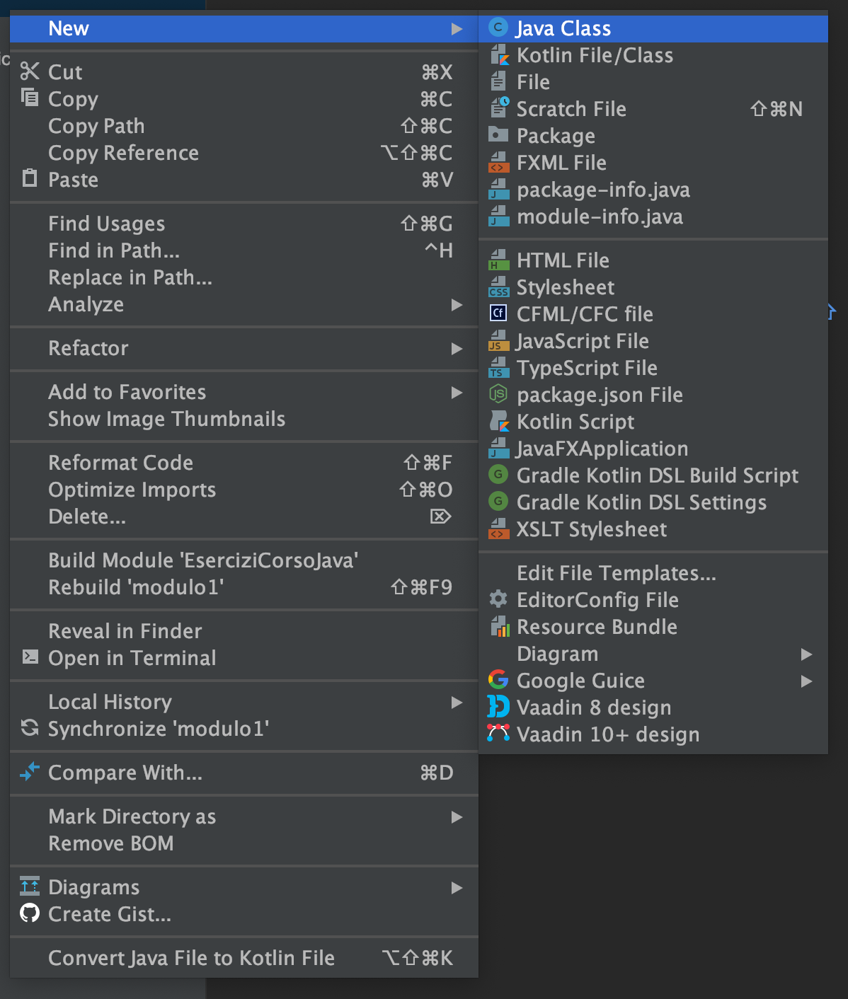 New
ic
Cut ⌘X
Copy ⌘C
Copy Path ⇧⌘C
Copy Reference ⌥⇧⌘C
Paste ⌘V
Find Usages ⇧⌘G
Find in Path... ^H
Replace in Path...
Analyze
Refactor
Add to Favorites
Show Image Thumbnails
Reformat Code ⇧⌘F
Optimize Imports ⇧⌘O
Delete... ⌦
Build Module 'EserciziCorsoJava'
Rebuild 'modulo1' ⇧⌘F9
Reveal in Finder
Open in Terminal
Local History
Synchronize 'modulo1'
Compare With... ⌘D
Mark Directory as
Remove BOM
Diagrams
Create Gist...
Convert Java File to Kotlin File ⌥⇧⌘K
C Java Class
Kotlin File/Class
File
Scratch File ⇧⌘N
Package
<> FXML File
J package-info.java
J module-info.java
H HTML File
CSS Stylesheet
Cf CFML/CFC file
JS JavaScript File
TS TypeScript File
JS package.json File
Kotlin Script
J JavaFXApplication
G Gradle Kotlin DSL Build Script
G Gradle Kotlin DSL Settings
<> XSLT Stylesheet
Edit File Templates...
EditorConfig File
Resource Bundle
Diagram
G Google Guice
Vaadin 8 design
Vaadin 10+ design
⇧